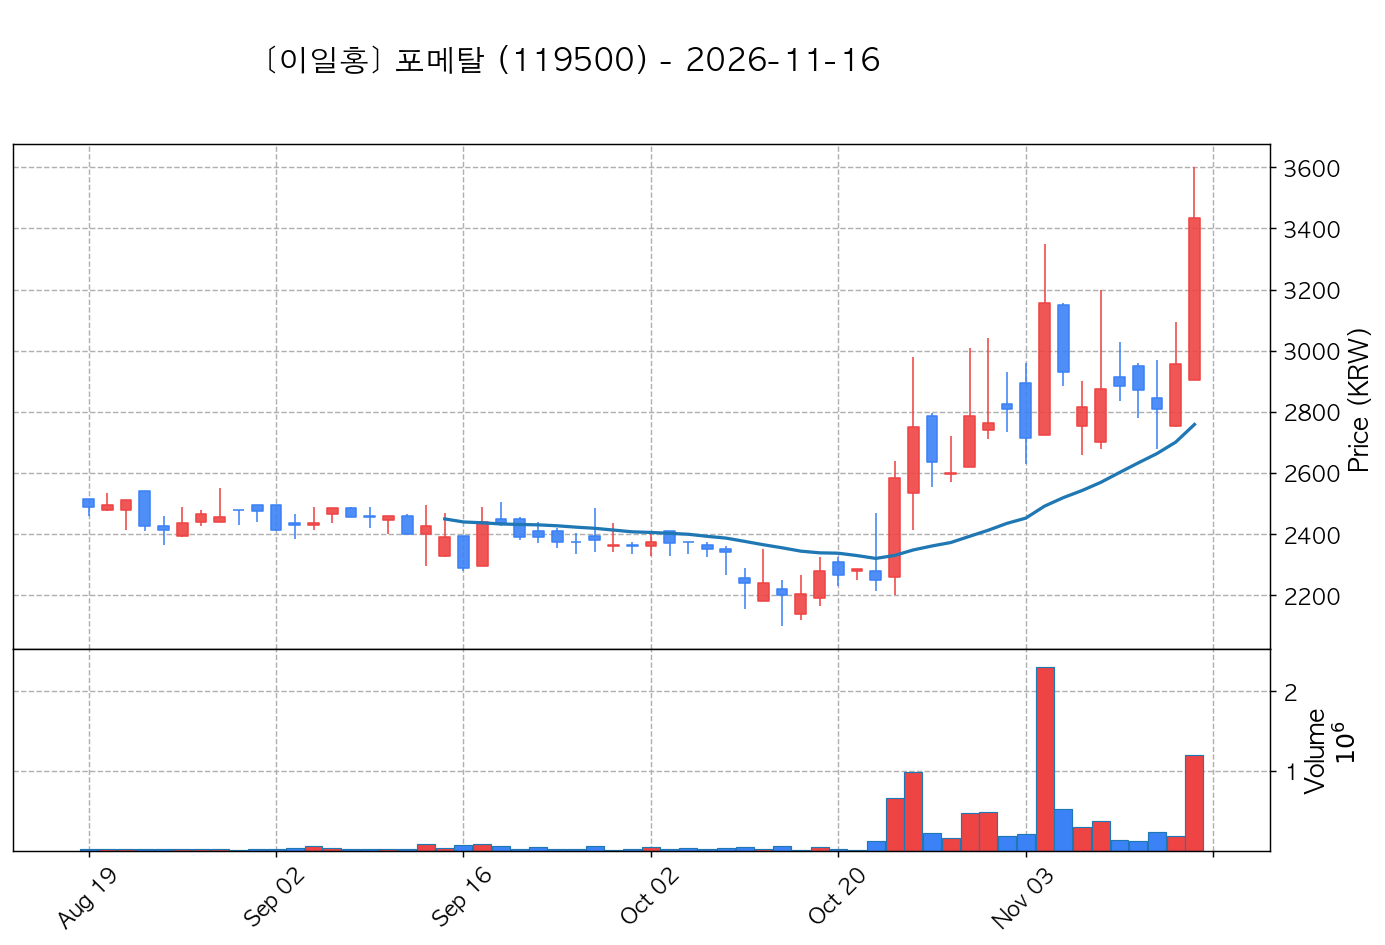 [이일홍] 포메탈 (119500) - 2026-11-16
3600
3400
3200
3000
2800
2600
2400
2200
Price (KRW)
2
1
Volume
10⁶
Aug 19
Sep 02
Sep 16
Oct 02
Oct 20
Nov 03